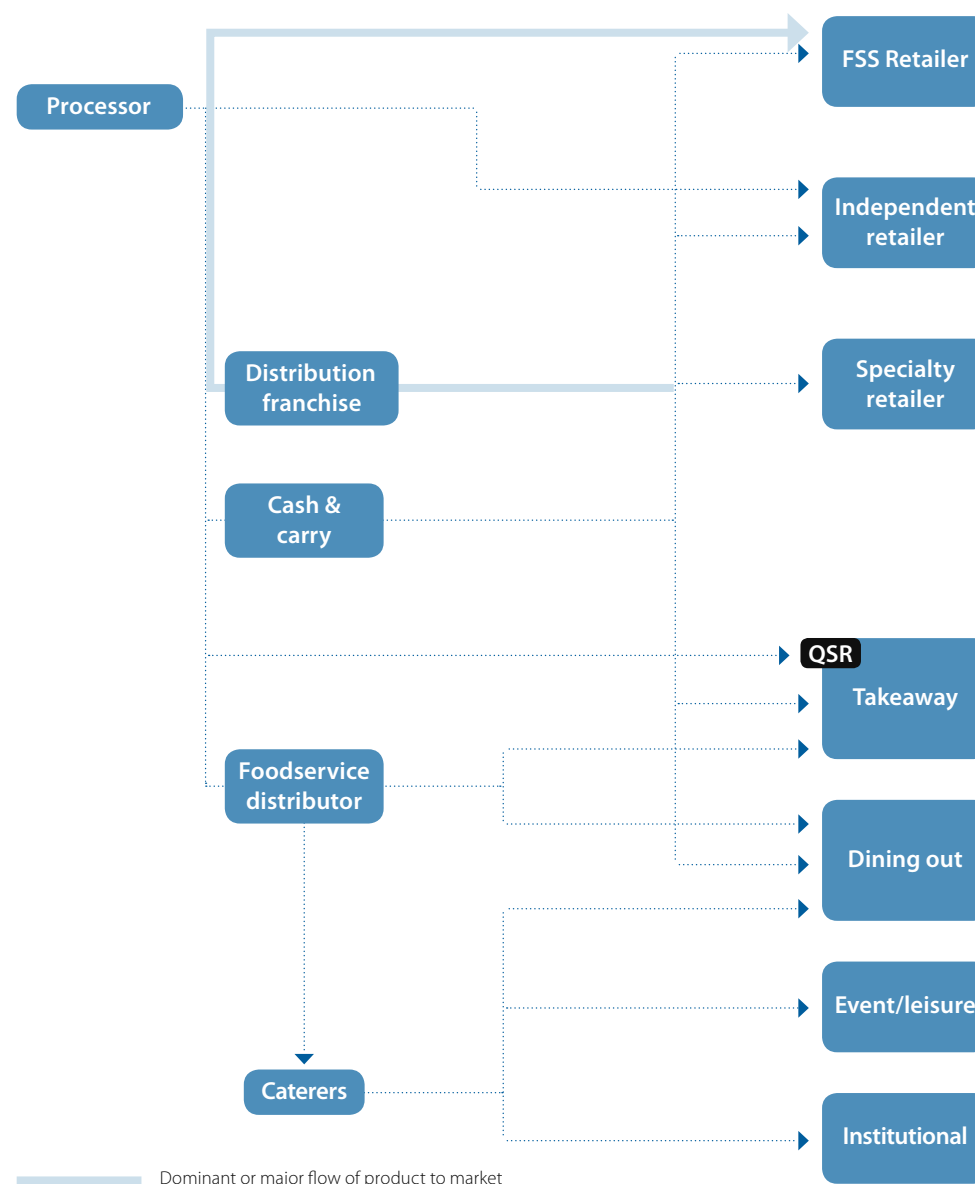 FSS Retailer
Processor
Independent
retailer
Distribution
franchise
Specialty
retailer
Cash &
carry
QSR
Takeaway
Foodservice
distributor
Dining out
Event/leisure
Caterers
Institutional
Dominant or major flow of product to market